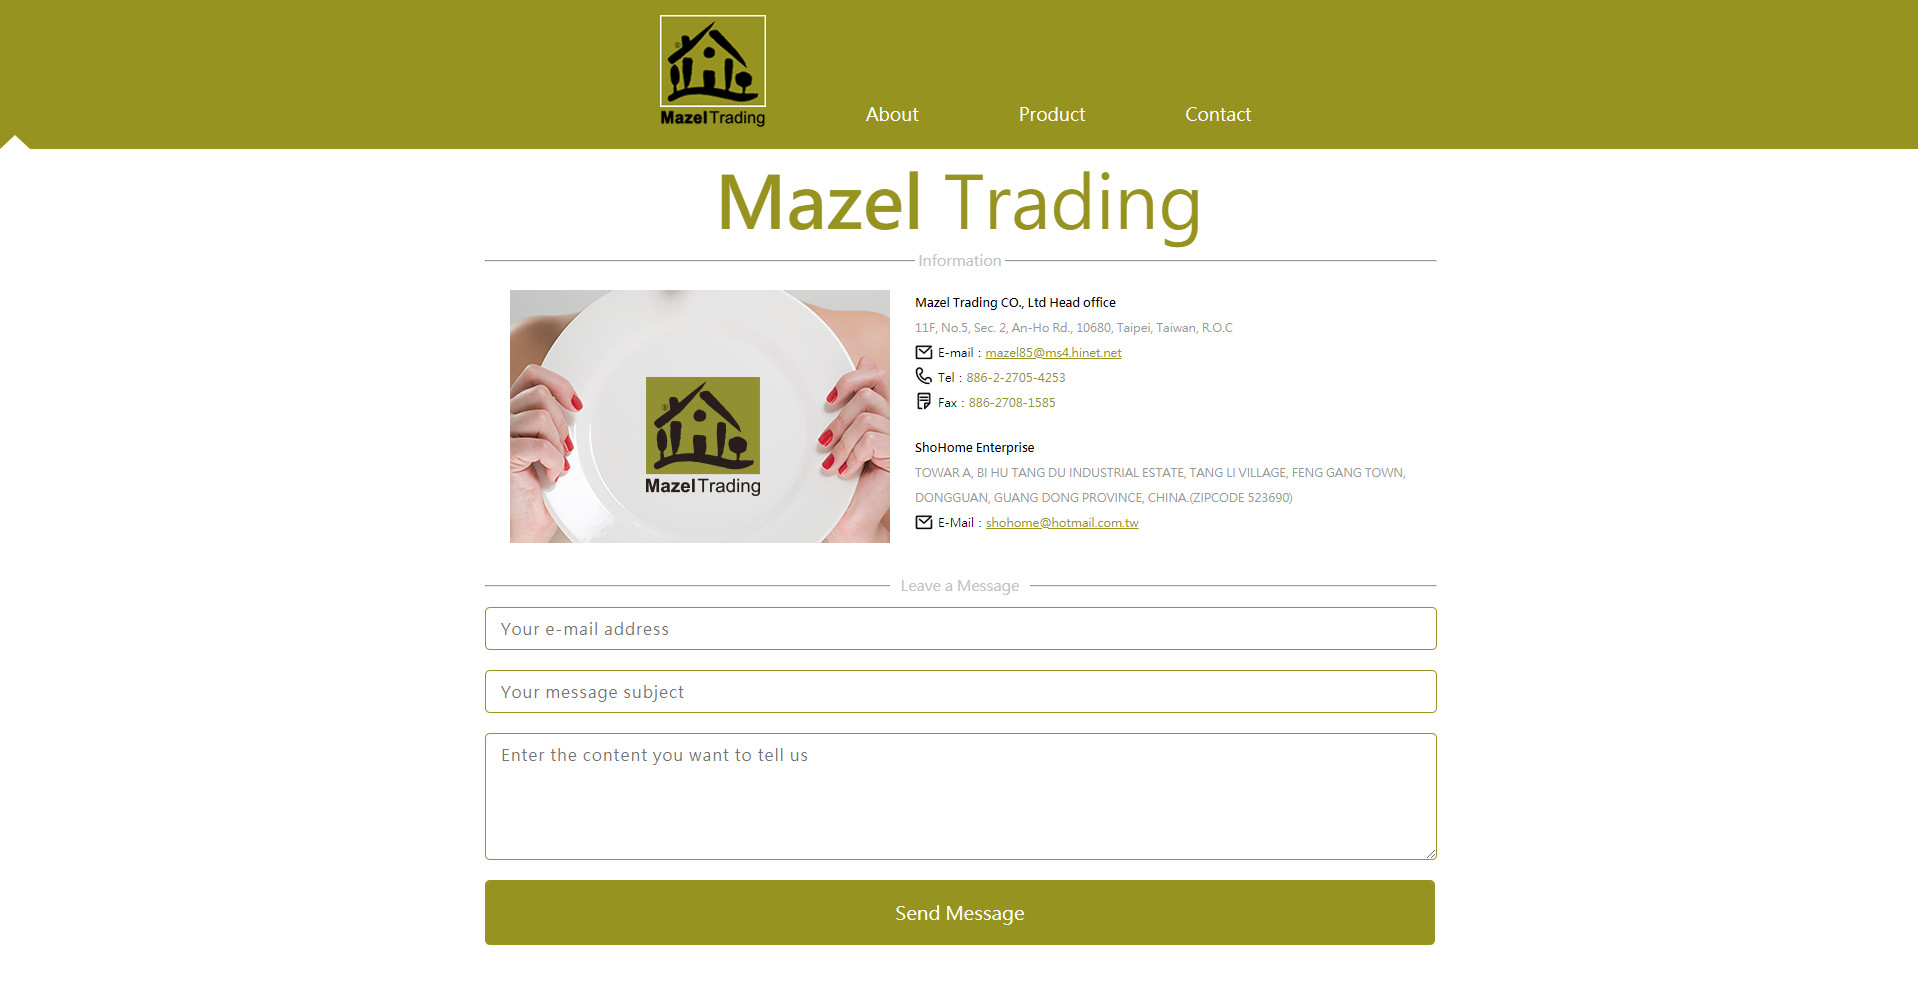 Mazel Trading
About
Product
Contact
Mazel Trading
Information
Mazel Trading
Mazel Trading CO., Ltd Head office
11F, No.5, Sec. 2, An-Ho Rd., 10680, Taipei, Taiwan, R.O.C
E-mail : mazel85@ms4.hinet.net
Tel : 886-2-2705-4253
Fax : 886-2708-1585
ShoHome Enterprise
TOWAR A, BI HU TANG DU INDUSTRIAL ESTATE, TANG LI VILLAGE, FENG GANG TOWN,
DONGGUAN, GUANG DONG PROVINCE, CHINA.(ZIPCODE 523690)
E-Mail : shohome@hotmail.com.tw
Leave a Message
Your e-mail address
Your message subject
Enter the content you want to tell us
Send Message